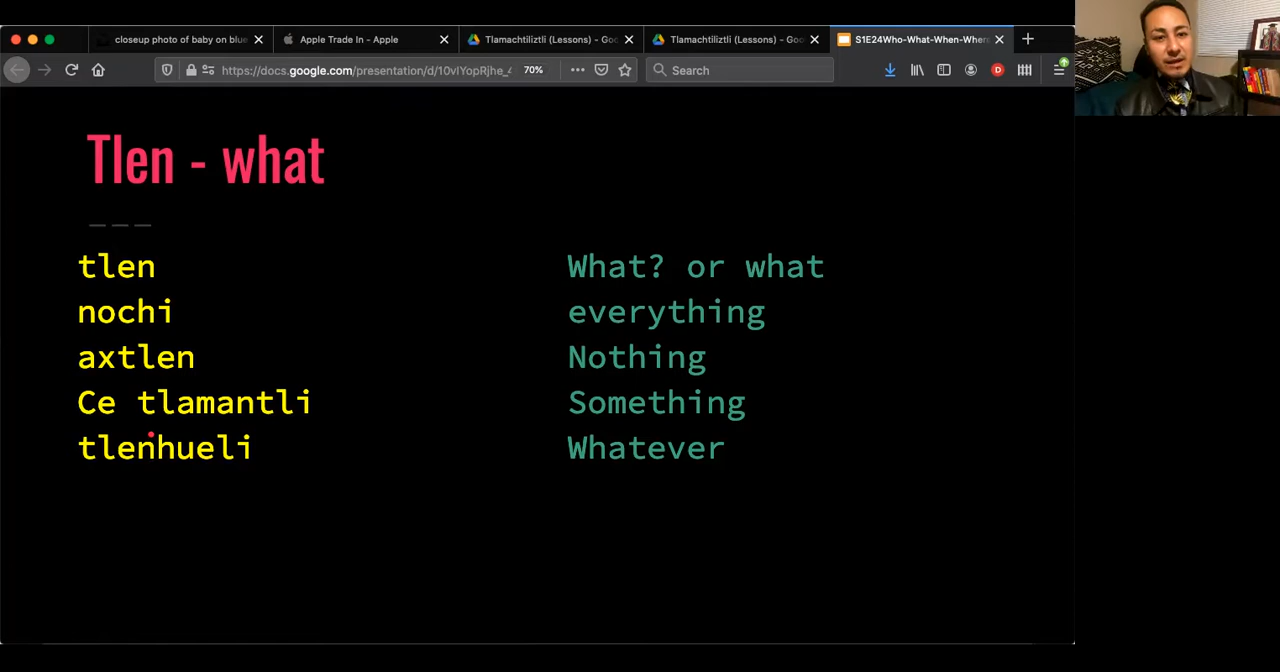 closeup photo of baby on blue
Apple Trade In - Apple
Tlamachtiliztli (Lessons) - Goo
Tlamachtiliztli (Lessons) - Goo
S1E24Who-What-When-Where
https://docs.google.com/presentation/d/10vIYopRjhe_4
70%
Search
Tlen - what
tlen What? or what
nochi everything
axtlen Nothing
Ce tlamantli Something
tlenhueli Whatever